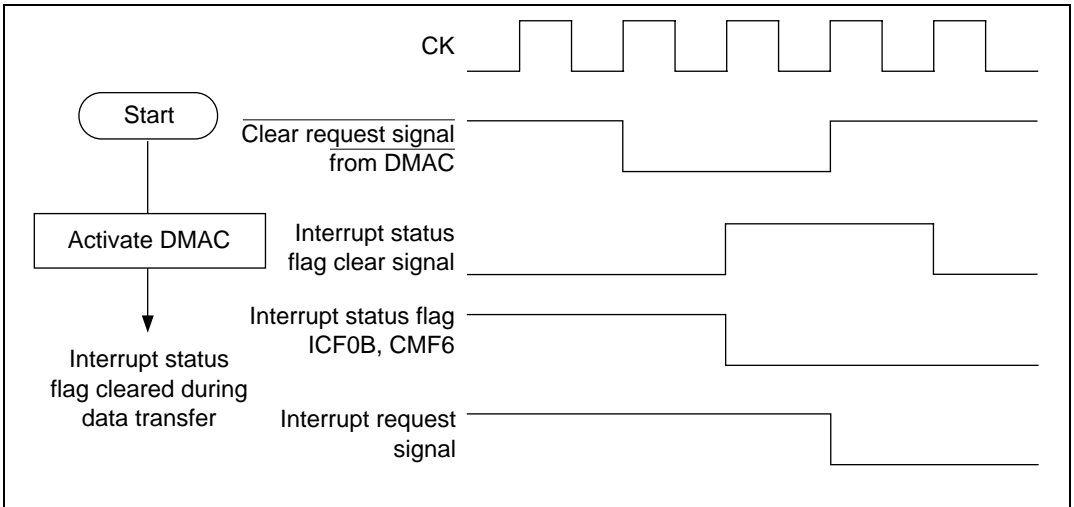 CK
Start
Clear request signal
from DMAC
Activate DMAC
Interrupt status
flag clear signal
Interrupt status flag
ICF0B, CMF6
Interrupt status
flag cleared during
data transfer
Interrupt request
signal